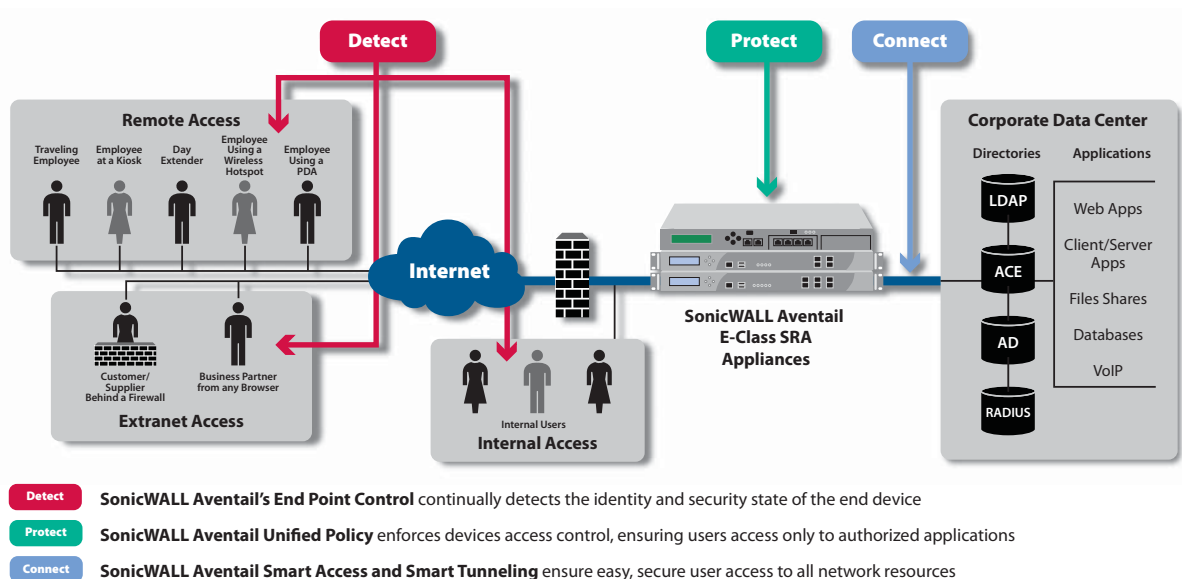 Detect
Protect
Connect
Remote Access
Traveling
Employee
Employee
at a Kiosk
Day
Extender
Employee
Using a
Wireless
Hotspot
Employee
Using a
PDA
Internet
Customer/
Supplier
Behind a Firewall
Business Partner
from any Browser
Extranet Access
Internal Users
Internal Access
SonicWALL Aventail
E-Class SRA
Appliances
Corporate Data Center
Directories
Applications
LDAP
ACE
AD
RADIUS
Web Apps
Client/Server
Apps
Files Shares
Databases
VoIP
Detect
SonicWALL Aventail's End Point Control continually detects the identity and security state of the end device
Protect
SonicWALL Aventail Unified Policy enforces devices access control, ensuring users access only to authorized applications
Connect
SonicWALL Aventail Smart Access and Smart Tunneling ensure easy, secure user access to all network resources